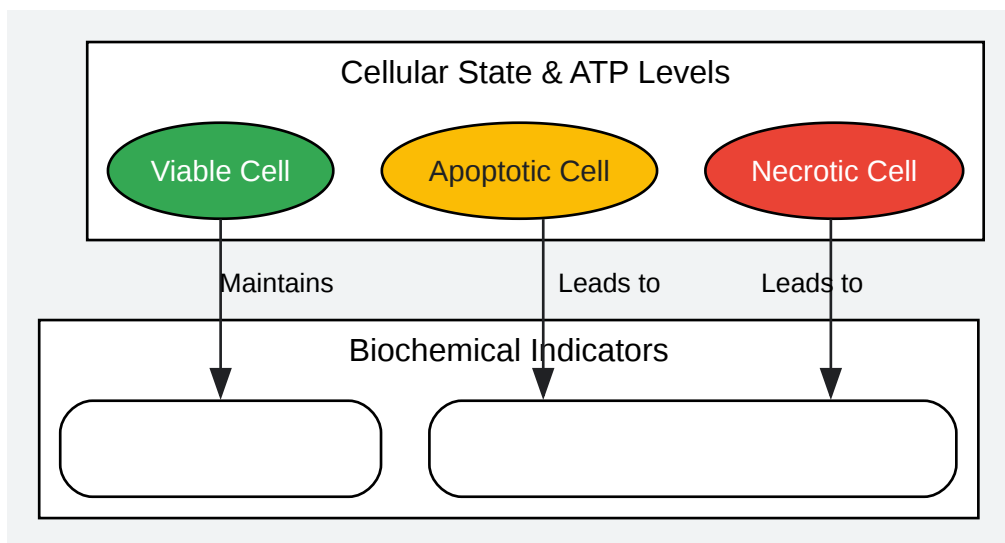 Cellular State & ATP Levels
Viable Cell
Apoptotic Cell
Necrotic Cell
Maintains
Leads to
Leads to
Biochemical Indicators